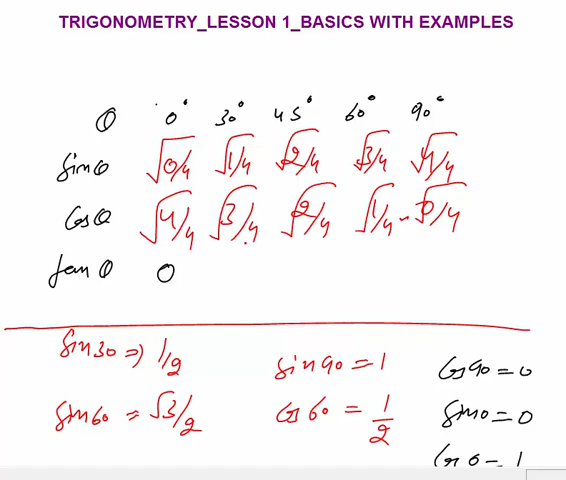 TRIGONOMETRY_LESSON 1_BASICS WITH EXAMPLES
θ 0° 30° 45° 60° 90°
sinθ √0/4 √1/4 √2/4 √3/4 √4/4
cosθ √4/4 √3/4 √2/4 √1/4 √0/4
tanθ 0
sin30 ⇒ 1/2 sin90 = 1 cos90 = 0
sin60 = √3/2 cos60 = 1/2 sin0 = 0
cos0 = 1